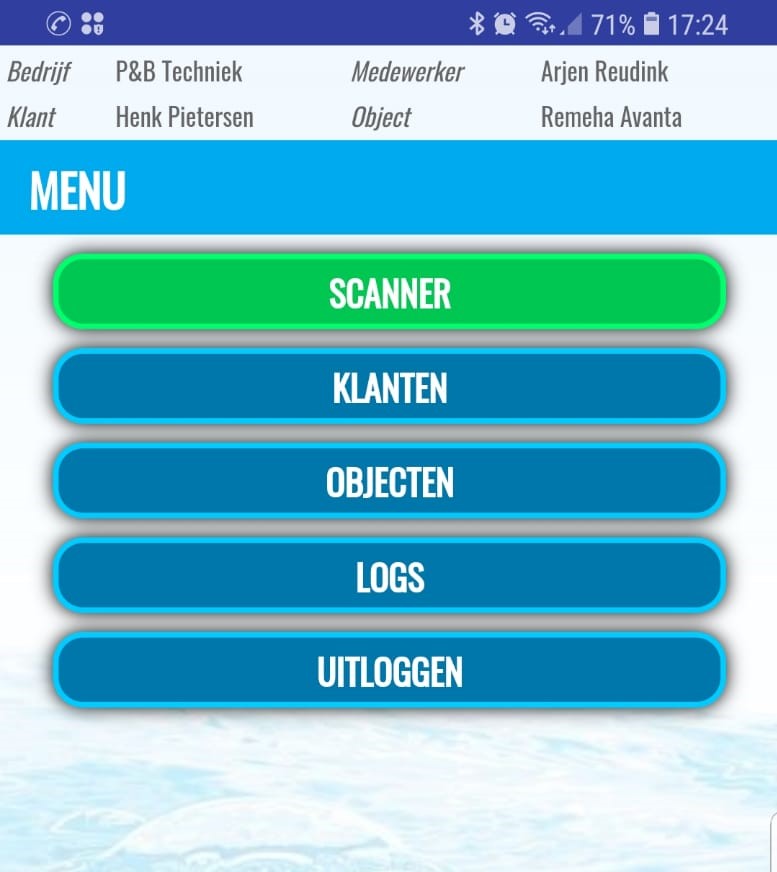 71% 17:24
Bedrijf P&B Techniek Medewerker Arjen Reudink
Klant Henk Pietersen Object Remeha Avanta
MENU
SCANNER
KLANTEN
OBJECTEN
LOGS
UITLOGGEN